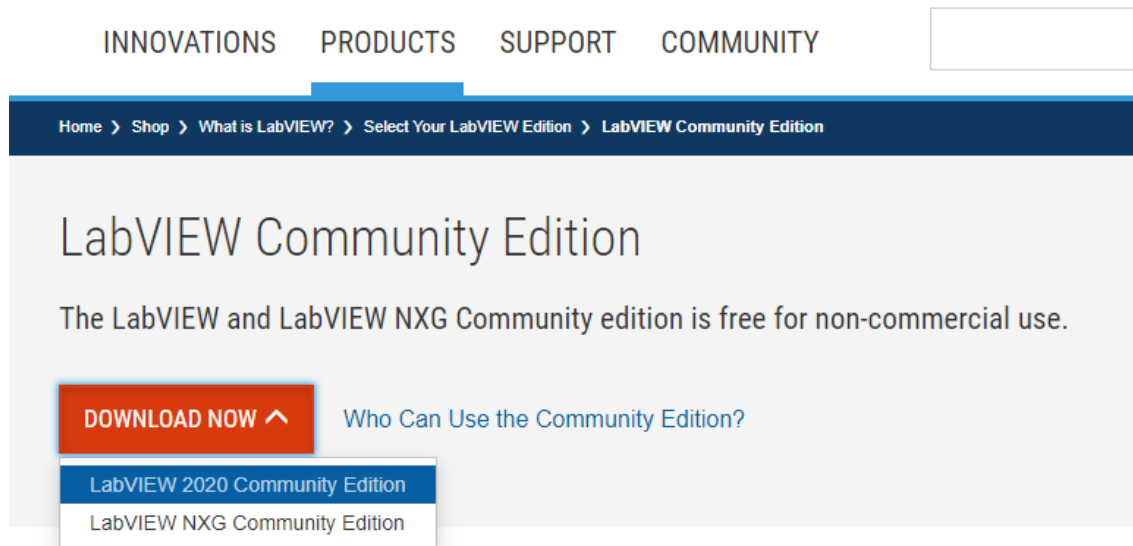 INNOVATIONS PRODUCTS SUPPORT COMMUNITY
Home ❯ Shop ❯ What is LabVIEW? ❯ Select Your LabVIEW Edition ❯ LabVIEW Community Edition
LabVIEW Community Edition
The LabVIEW and LabVIEW NXG Community edition is free for non-commercial use.
DOWNLOAD NOW Who Can Use the Community Edition?
LabVIEW 2020 Community Edition
LabVIEW NXG Community Edition